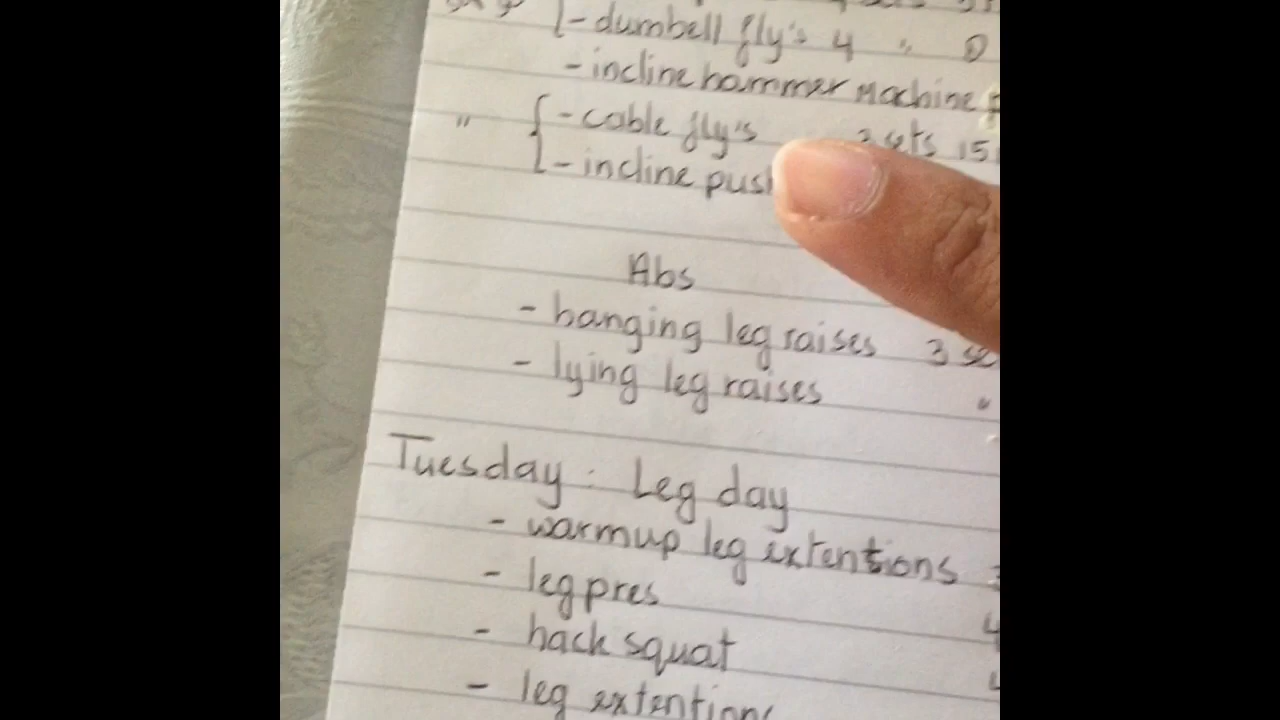 - dumbell fly's 4 "
- incline hammer Machine
" - cable fly's 3 sets 15
- incline
Abs
- hanging leg raises 3
- lying leg raises "
Tuesday: Leg day
- warmup leg extentions
- leg pres 4
- hack squat
- leg extentions